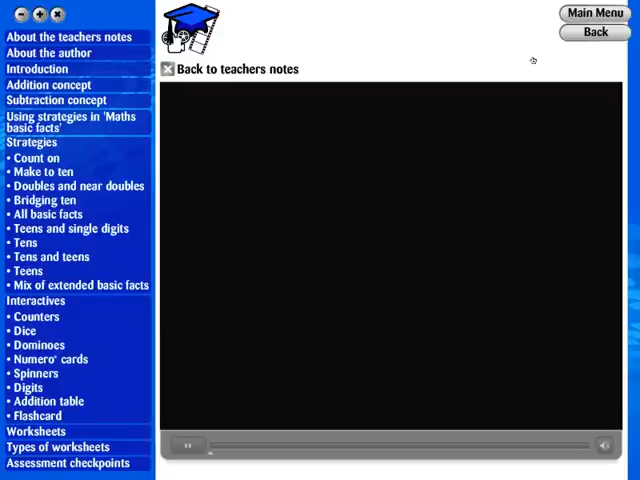 Main Menu
Back
Back to teachers notes
About the teachers notes
About the author
Introduction
Addition concept
Subtraction concept
Using strategies in 'Maths
basic facts'
Strategies
• Count on
• Make to ten
• Doubles and near doubles
• Bridging ten
• All basic facts
• Teens and single digits
• Tens
• Tens and teens
• Teens
• Mix of extended basic facts
Interactives
• Counters
• Dice
• Dominoes
• Numero® cards
• Spinners
• Digits
• Addition table
• Flashcard
Worksheets
Types of worksheets
Assessment checkpoints